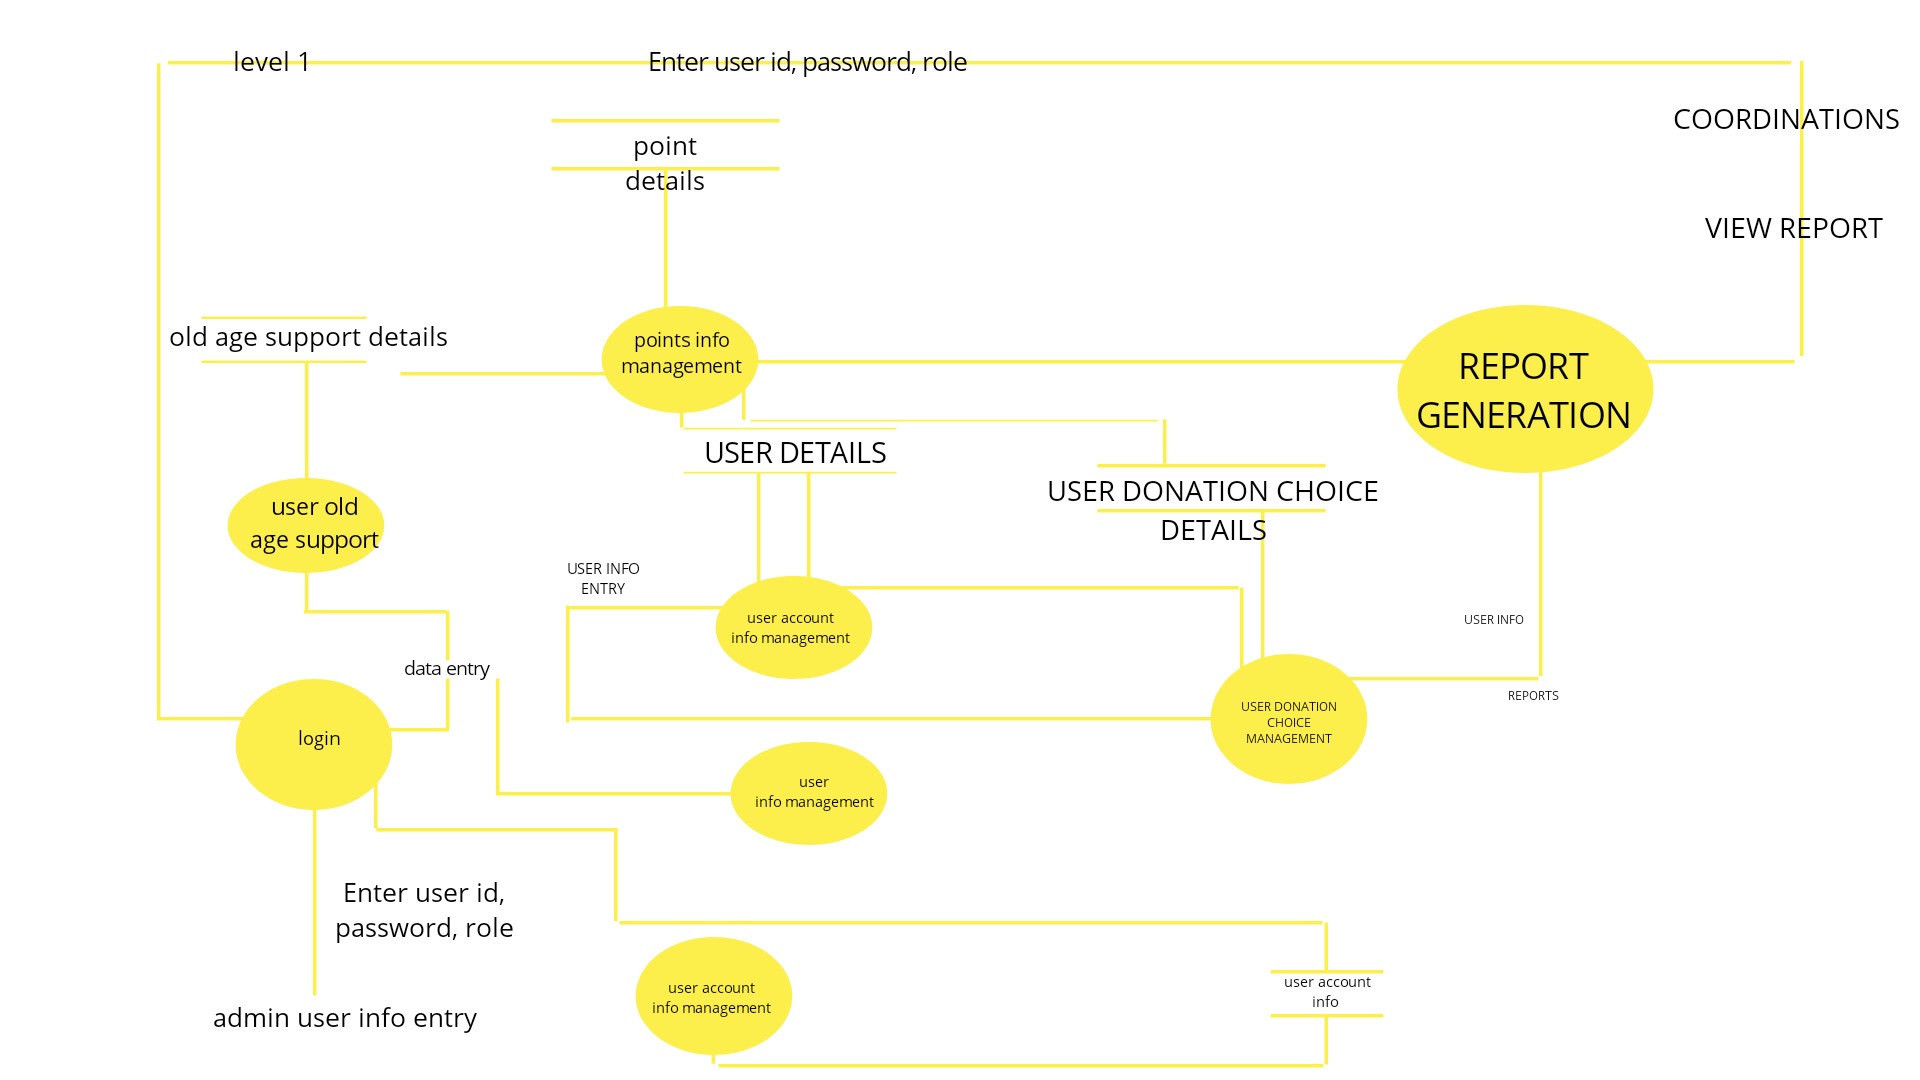 level 1
Enter user id, password, role
COORDINATIONS
point
details
VIEW REPORT
old age support details
points info
management
REPORT
GENERATION
USER DETAILS
USER DONATION CHOICE
DETAILS
user old
age support
USER INFO
ENTRY
user account
info management
USER INFO
data entry
REPORTS
login
USER DONATION
CHOICE
MANAGEMENT
user
info management
Enter user id,
password, role
user account
info management
user account
info
admin user info entry